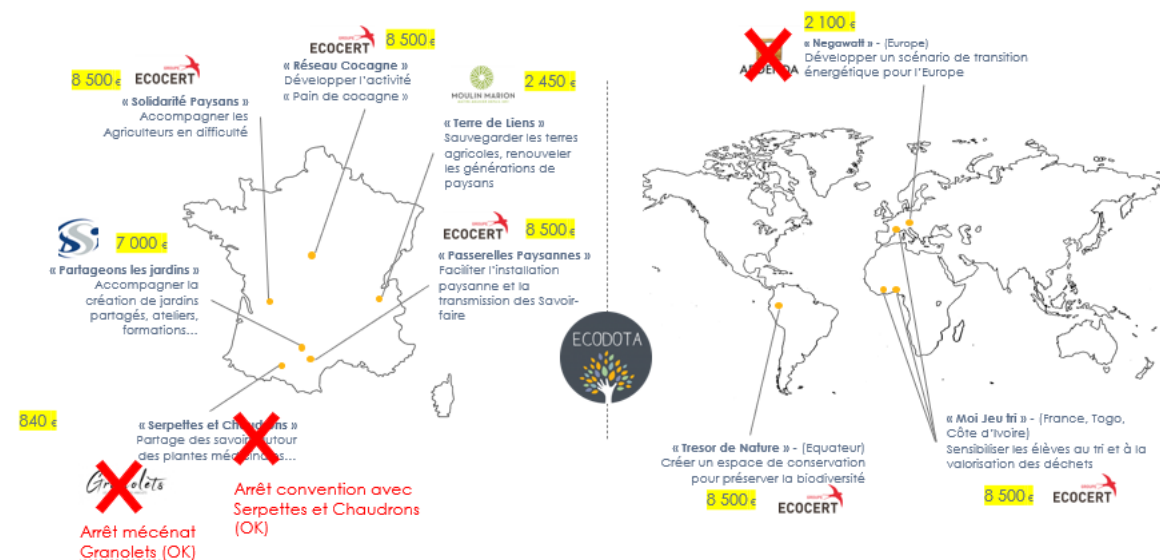 8 500 €
GROUPE
ECOCERT
« Solidarité Paysans »
Accompagner les
Agriculteurs en difficulté
GROUPE
ECOCERT
8 500 €
« Réseau Cocagne »
Développer l'activité
« Pain de cocagne »
MOULIN MARION
2 450 €
« Terre de Liens »
Sauvegarder les terres
agricoles, renouveler
les générations de
paysans
7 000 €
« Partageons les jardins »
Accompagner la
création de jardins
partagés, ateliers,
formations...
GROUPE
ECOCERT
8 500 €
« Passerelles Paysannes »
Faciliter l'installation
paysanne et la
transmission des Savoir-
faire
840 €
« Serpettes et Chaudrons »
Partage des savoirs autour
des plantes médicinales...
Granolets
Arrêt mécénat
Granolets (OK)
Arrêt convention avec
Serpettes et Chaudrons
(OK)
ECODOTA
2 100 €
« Negawatt » - (Europe)
Développer un scénario de transition
énergétique pour l'Europe
« Tresor de Nature » - (Equateur)
Créer un espace de conservation
pour préserver la biodiversité
8 500 €
GROUPE
ECOCERT
« Moi Jeu tri » - (France, Togo,
Côte d'Ivoire)
Sensibiliser les élèves au tri et à la
valorisation des déchets
8 500 €
GROUPE
ECOCERT